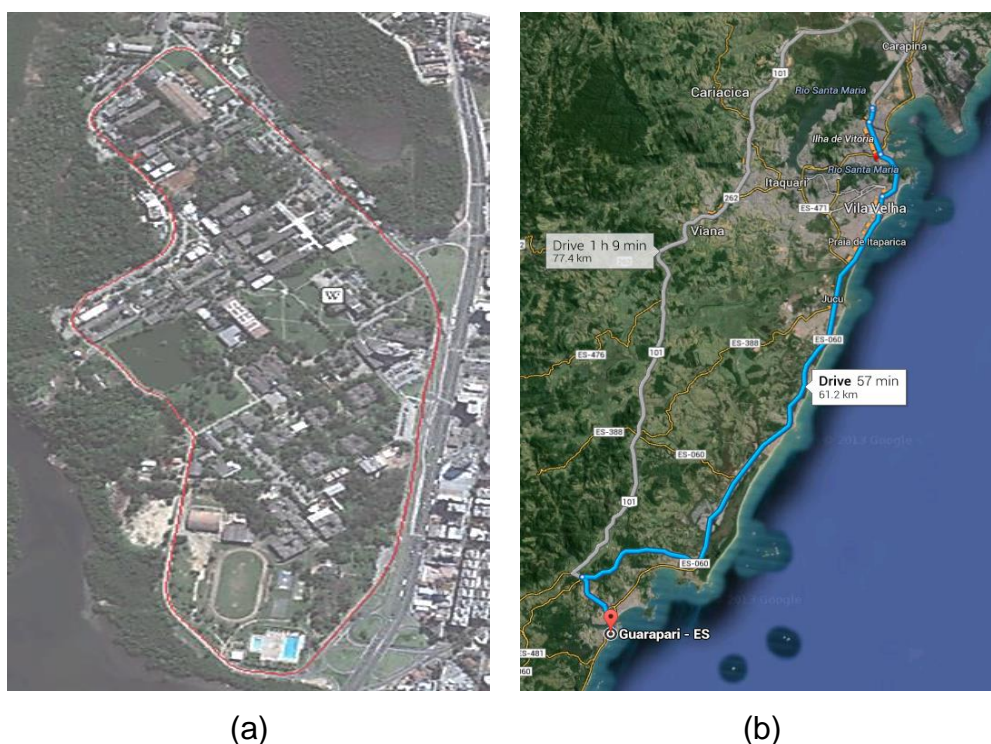 W
Carapina
101
Cariacica
Rio Santa Maria
Ilha de Vitória
Itaquari
Rio Santa Maria
262
ES-471
Vila Velha
Viana
Praia de Itaparica
Drive 1 h 9 min
77.4 km
Jucu
ES-388
ES-060
ES-476
101
Drive 57 min
61.2 km
ES-388
ES-060
101
ES-060
Guarapari - ES
ES-481
060
(a)
(b)